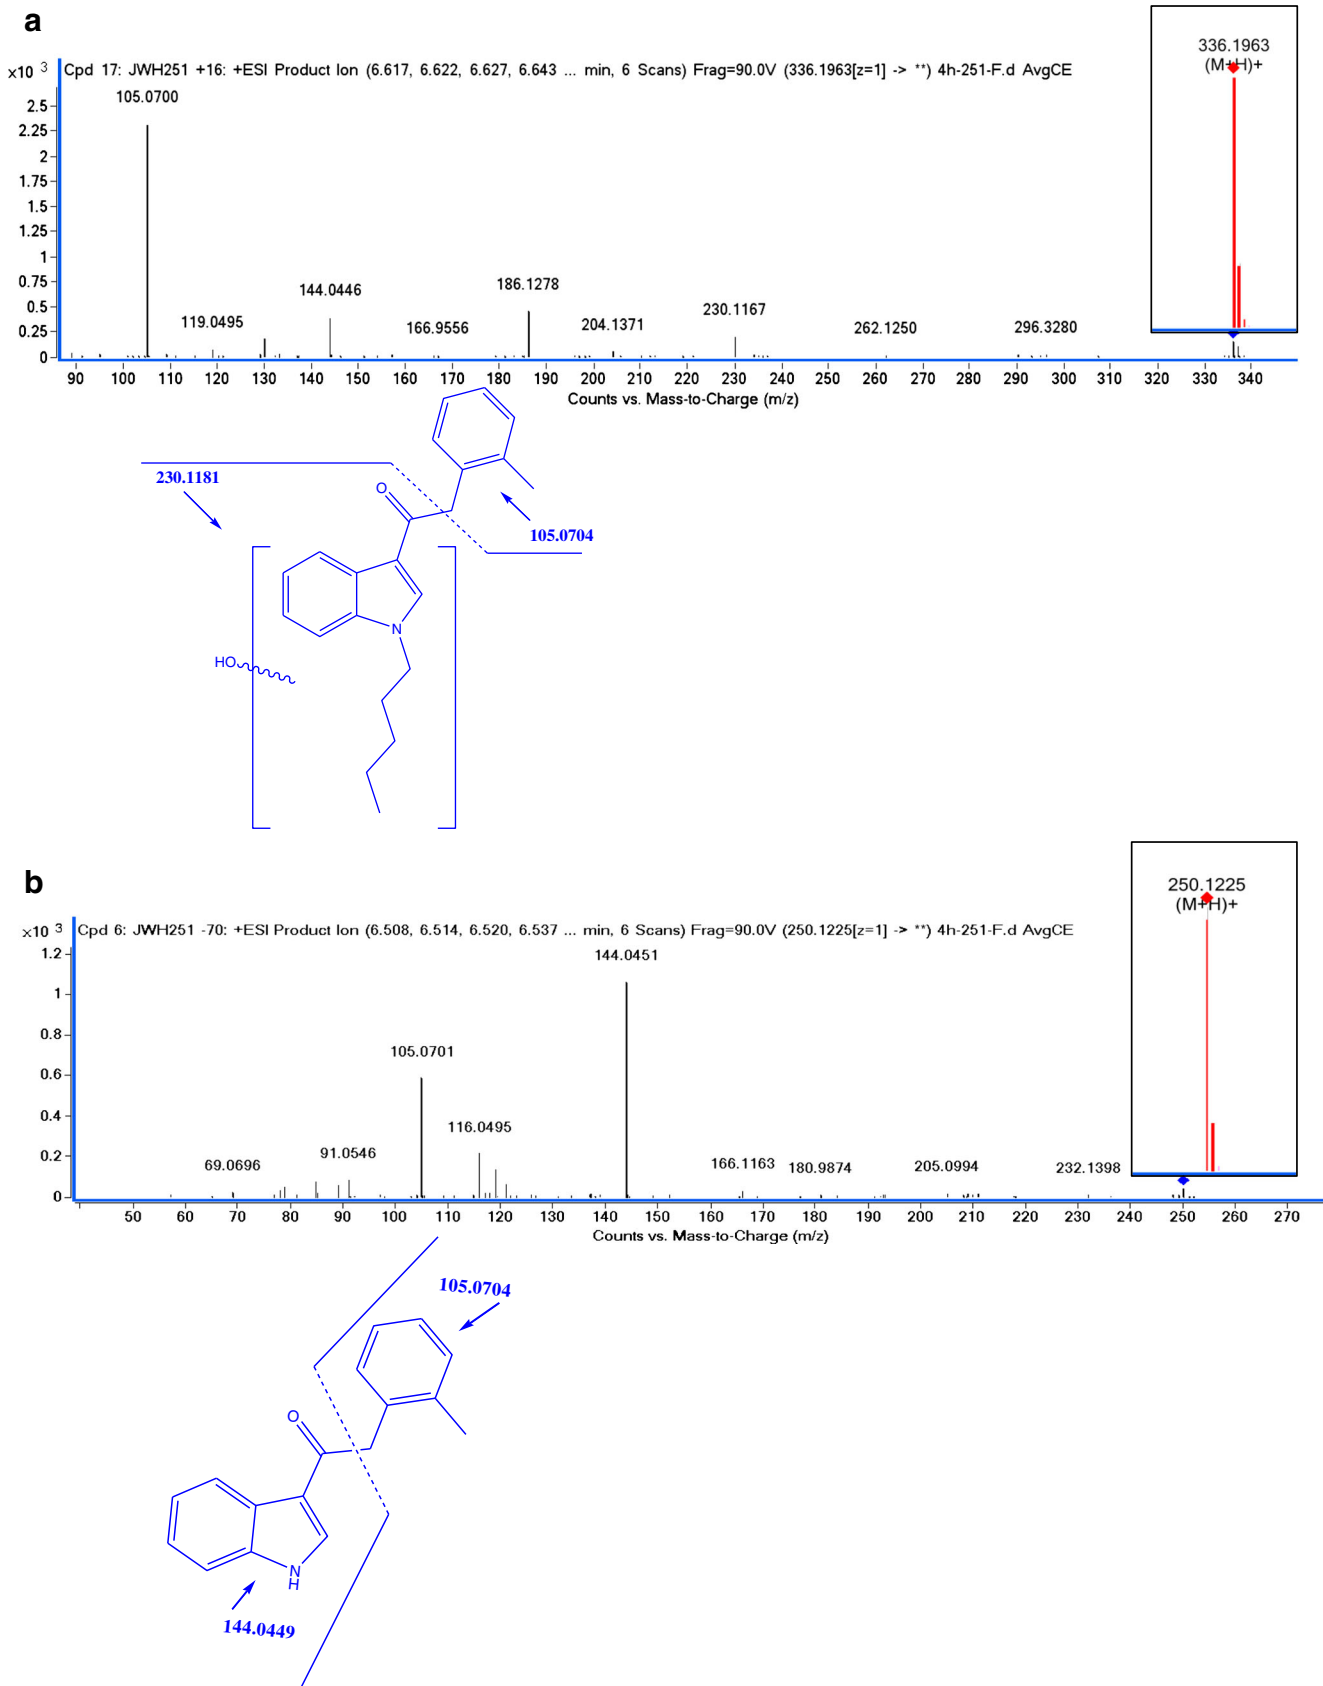 a
336.1963
(M+H)+
×10 3
Cpd 17: JWH251 +16: +ESI Product Ion (6.617, 6.622, 6.627, 6.643 ... min, 6 Scans) Frag=90.0V (336.1963[z=1] -> **) 4h-251-F.d AvgCE
105.0700
2.5
2.25
2
1.75
1.5
1.25
1
0.75
0.5
0.25
0
119.0495
144.0446
166.9556
186.1278
204.1371
230.1167
262.1250
296.3280
90 100 110 120 130 140 150 160 170 180 190 200 210 220 230 240 250 260 270 280 290 300 310 320 330 340
Counts vs. Mass-to-Charge (m/z)
230.1181
O
105.0704
N
HO
b
250.1225
(M+H)+
×10 3
Cpd 6: JWH251 -70: +ESI Product Ion (6.508, 6.514, 6.520, 6.537 ... min, 6 Scans) Frag=90.0V (250.1225[z=1] -> **) 4h-251-F.d AvgCE
144.0451
1.2
1
0.8
0.6
0.4
0.2
0
105.0701
116.0495
69.0696
91.0546
166.1163
180.9874
205.0994
232.1398
50 60 70 80 90 100 110 120 130 140 150 160 170 180 190 200 210 220 230 240 250 260 270
Counts vs. Mass-to-Charge (m/z)
105.0704
O
N
H
144.0449